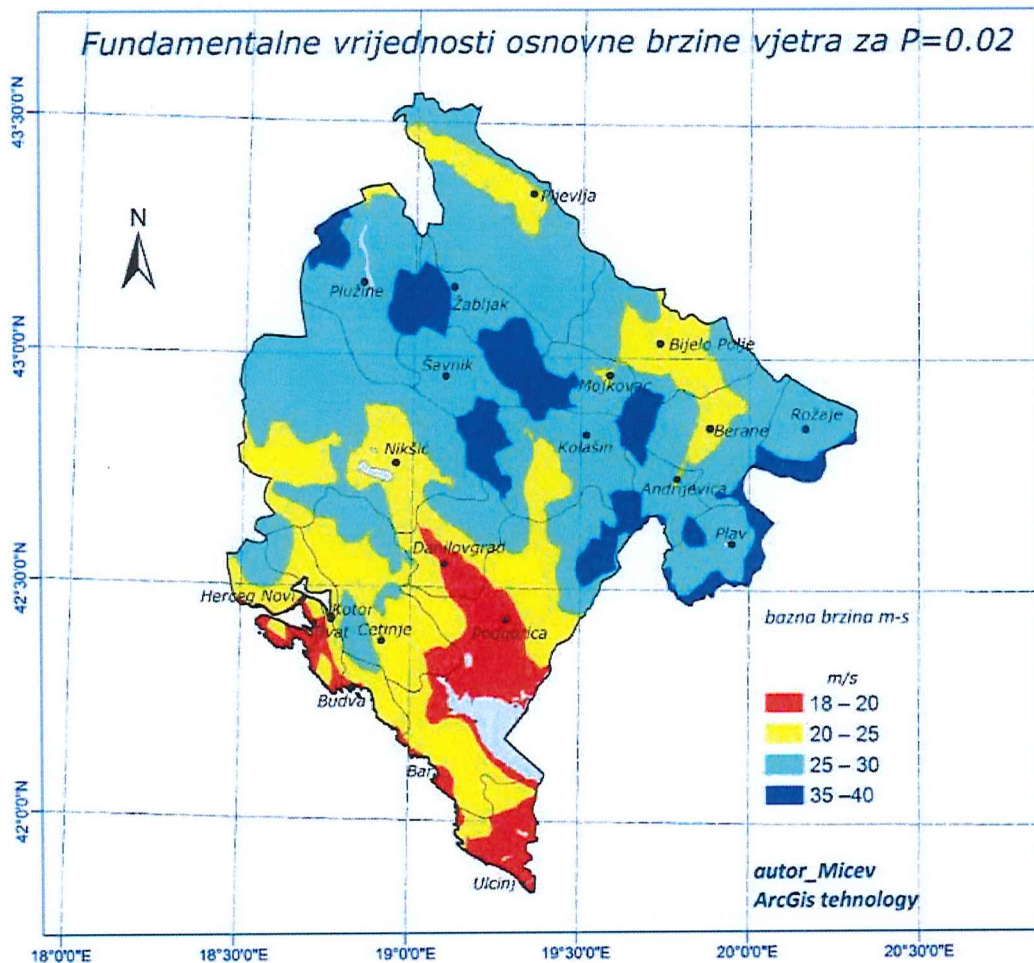 Fundamentalne vrijednosti osnovne brzine vjetra za P=0.02
43°30'0"N
43°0'0"N
42°30'0"N
42°0'0"N
N
Pljevlja
Plužine
Žabljak
Bijelo Polje
Šavnik
Mojkovac
Rožaje
Berane
Kolašin
Nikšić
Andrijevica
Plav
Danilovgrad
Herceg Novi
Kotor
Tivat
Cetinje
Podgorica
Budva
Bar
Ulcinj
bazna brzina m-s
m/s
18 – 20
20 – 25
25 – 30
35 –40
autor_Micev
ArcGis tehnology
18°0'0"E
18°30'0"E
19°0'0"E
19°30'0"E
20°0'0"E
20°30'0"E